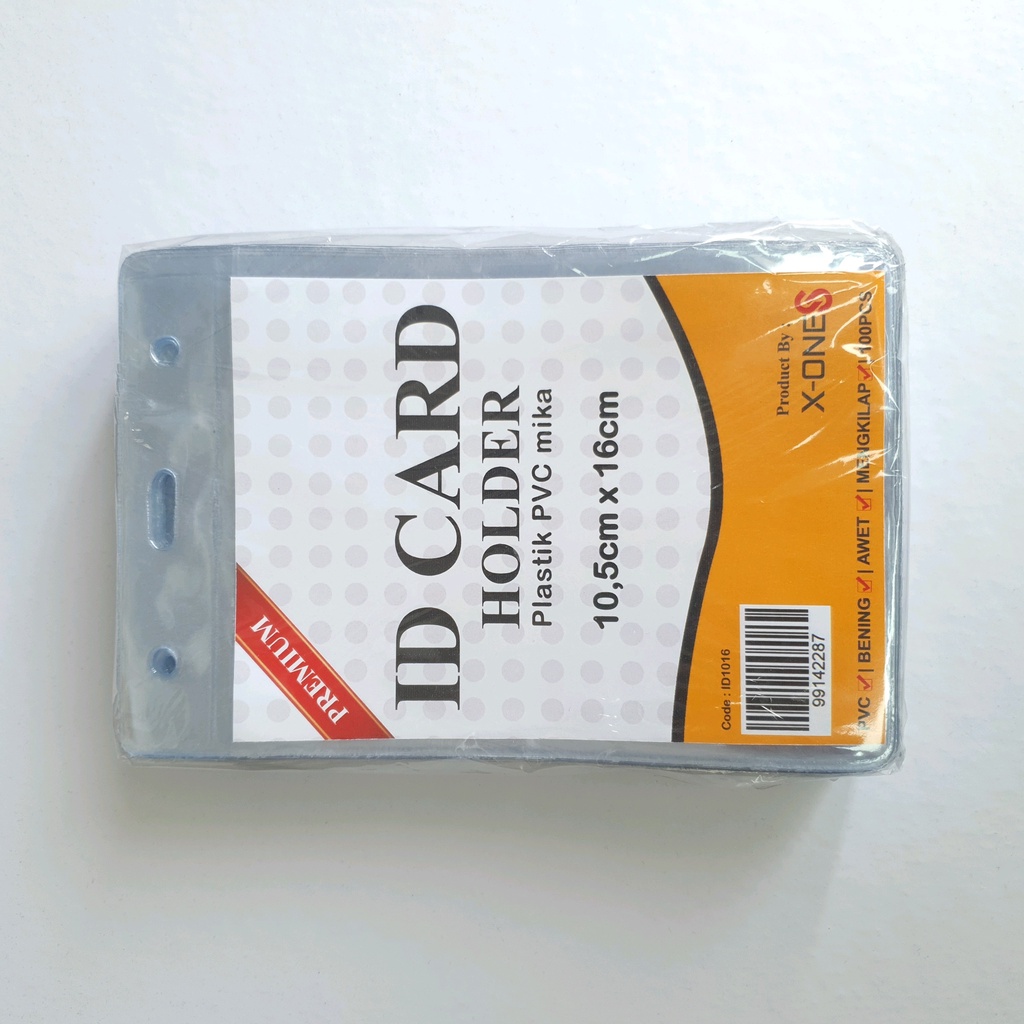 PREMIUM
ID CARD
HOLDER
Plastik PVC mika
10,5cm x 16cm
Product By :
X-ONES
Code : ID1016
99142287
PVC ☑ | BENING ☑ | AWET ☑ | MENGKILAP ☑ | 100PCS